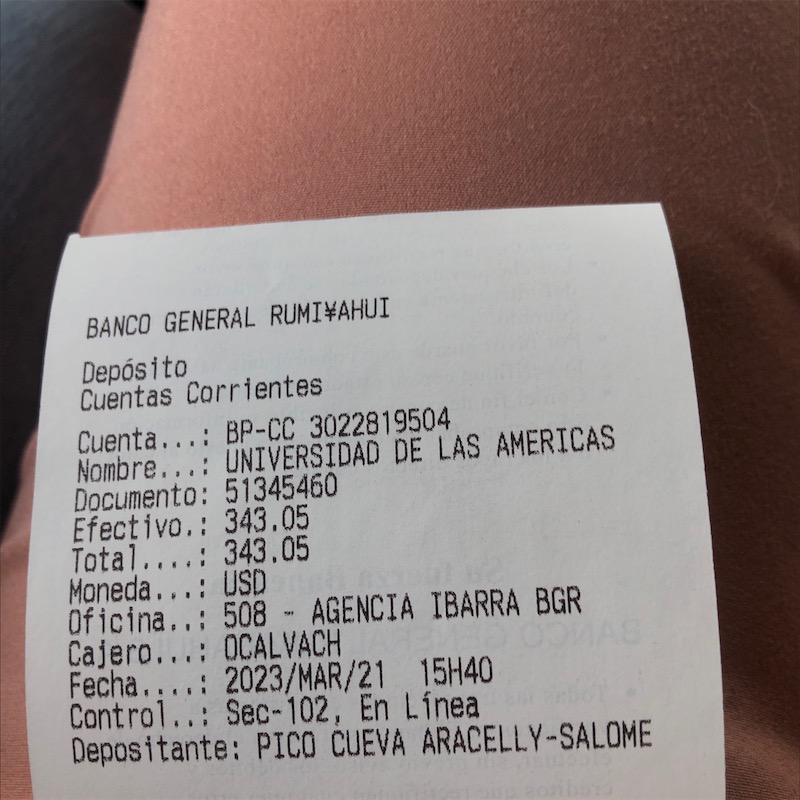 BANCO GENERAL RUMI¥AHUI
Depósito
Cuentas Corrientes
Cuenta...: BP-CC 3022819504
Nombre...: UNIVERSIDAD DE LAS AMERICAS
Documento: 51345460
Efectivo.: 343.05
Total....: 343.05
Moneda...: USD
Oficina..: 508 - AGENCIA IBARRA BGR
Cajero...: OCALVACH
Fecha....: 2023/MAR/21 15H40
Control..: Sec-102, En Línea
Depositante: PICO CUEVA ARACELLY-SALOME